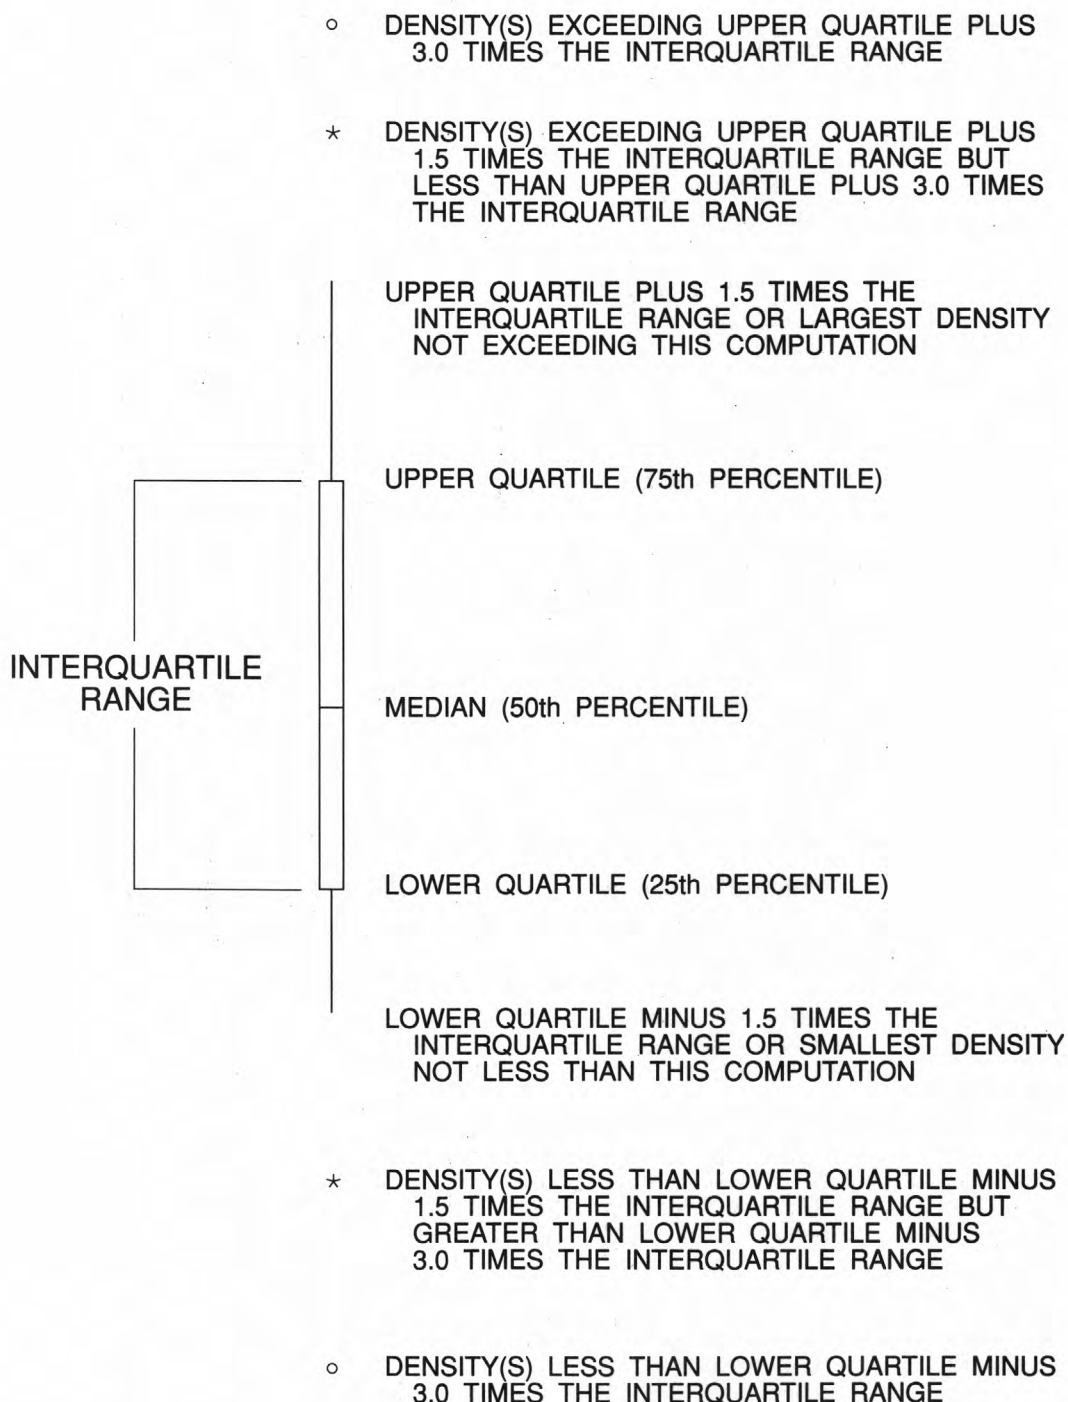 ○ DENSITY(S) EXCEEDING UPPER QUARTILE PLUS
3.0 TIMES THE INTERQUARTILE RANGE
* DENSITY(S) EXCEEDING UPPER QUARTILE PLUS
1.5 TIMES THE INTERQUARTILE RANGE BUT
LESS THAN UPPER QUARTILE PLUS 3.0 TIMES
THE INTERQUARTILE RANGE
UPPER QUARTILE PLUS 1.5 TIMES THE
INTERQUARTILE RANGE OR LARGEST DENSITY
NOT EXCEEDING THIS COMPUTATION
UPPER QUARTILE (75th PERCENTILE)
INTERQUARTILE
RANGE
MEDIAN (50th PERCENTILE)
LOWER QUARTILE (25th PERCENTILE)
LOWER QUARTILE MINUS 1.5 TIMES THE
INTERQUARTILE RANGE OR SMALLEST DENSITY
NOT LESS THAN THIS COMPUTATION
* DENSITY(S) LESS THAN LOWER QUARTILE MINUS
1.5 TIMES THE INTERQUARTILE RANGE BUT
GREATER THAN LOWER QUARTILE MINUS
3.0 TIMES THE INTERQUARTILE RANGE
○ DENSITY(S) LESS THAN LOWER QUARTILE MINUS
3.0 TIMES THE INTERQUARTILE RANGE